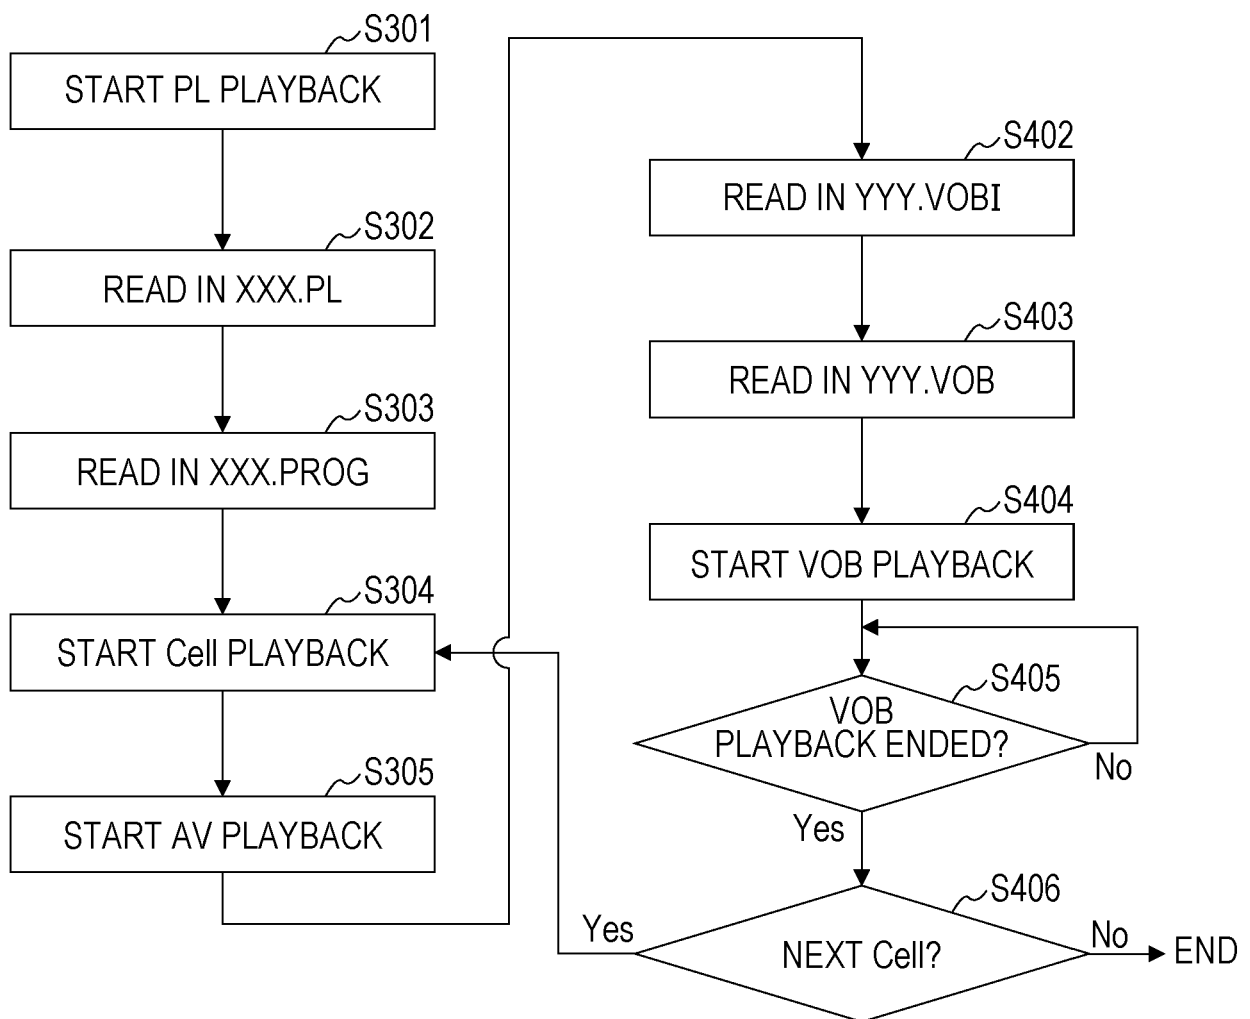 S301
START PL PLAYBACK
S302
READ IN XXX.PL
S303
READ IN XXX.PROG
S304
START Cell PLAYBACK
S305
START AV PLAYBACK
S402
READ IN YYY.VOBI
S403
READ IN YYY.VOB
S404
START VOB PLAYBACK
S405
VOB
PLAYBACK ENDED?
No
Yes
S406
NEXT Cell?
Yes
No
END